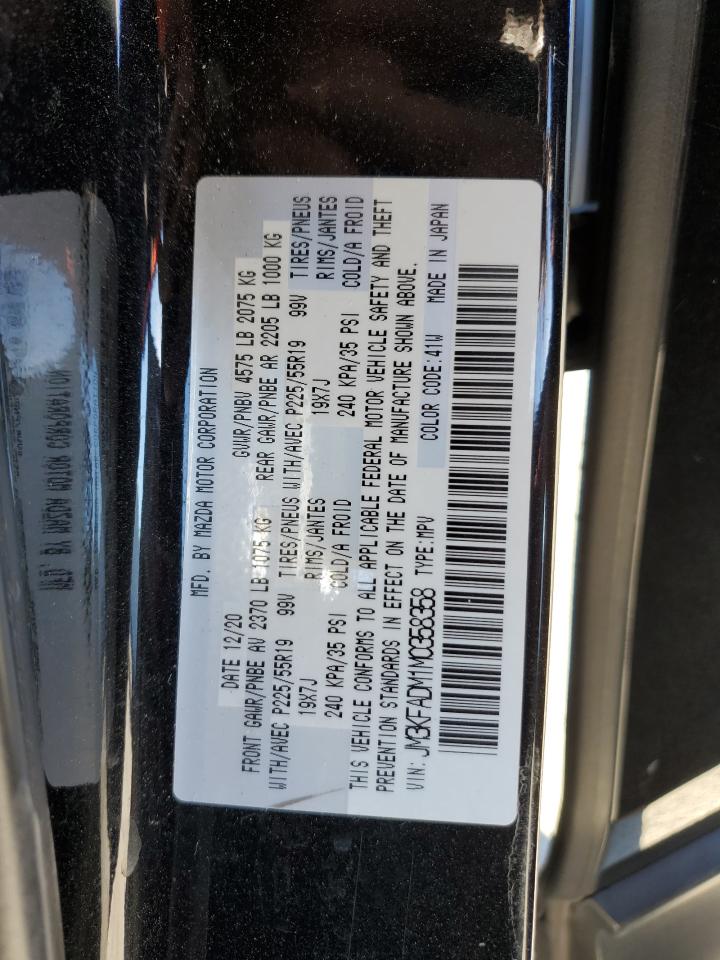 MFD. BY MAZDA MOTOR CORPORATION
DATE 12/20 GVWR/PNBV 4575 LB 2075 KG
FRONT GAWR/PNBE AV 2370 LB 1075 KG REAR GAWR/PNBE AR 2205 LB 1000 KG
WITH/AVEC P225/55R19 99V TIRES/PNEUS WITH/AVEC P225/55R19 99V TIRES/PNEUS
19X7J RIMS/JANTES 19X7J RIMS/JANTES
240 KPA/35 PSI COLD/A FROID 240 KPA/35 PSI COLD/A FROID
THIS VEHICLE CONFORMS TO ALL APPLICABLE FEDERAL MOTOR VEHICLE SAFETY AND THEFT
PREVENTION STANDARDS IN EFFECT ON THE DATE OF MANUFACTURE SHOWN ABOVE.
VIN: JM3KFADM1M0358358 TYPE:MPV COLOR CODE:41W MADE IN JAPAN